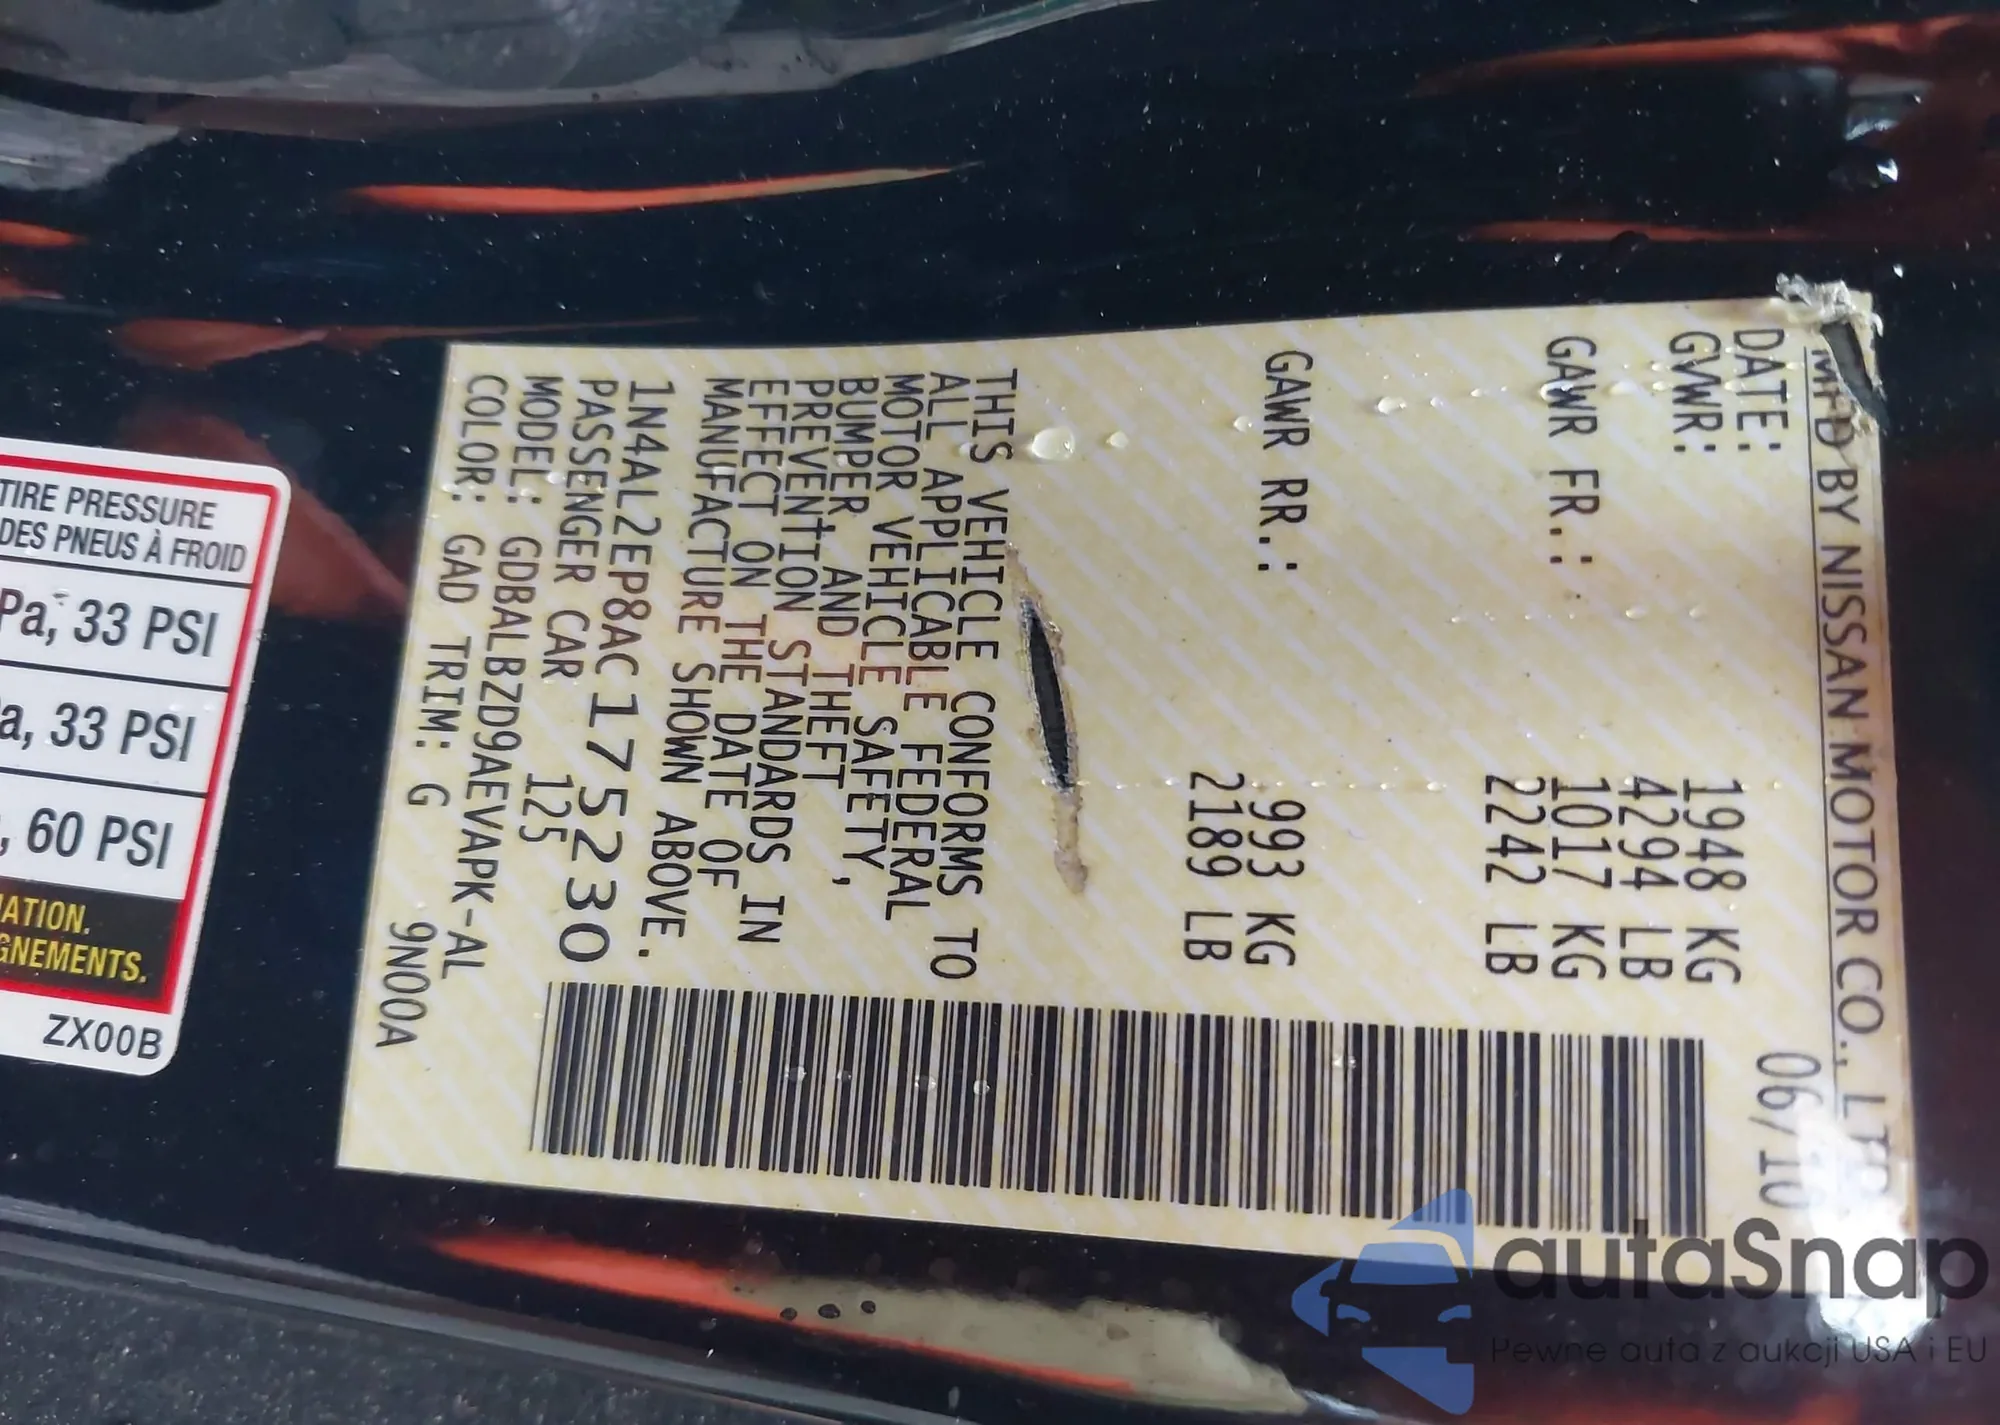 MFD BY NISSAN MOTOR CO., LTD
DATE: 06/10
GVWR: 1948 KG
4294 LB
GAWR FR.: 1017 KG
2242 LB
GAWR RR.: 993 KG
2189 LB
THIS VEHICLE CONFORMS TO
ALL APPLICABLE FEDERAL
MOTOR VEHICLE SAFETY,
BUMPER AND THEFT
PREVENTION STANDARDS IN
EFFECT ON THE DATE OF
MANUFACTURE SHOWN ABOVE.
1N4AL2EP8AC175230
PASSENGER CAR 125
MODEL: GDBALBZD9AEVAPK-AL
COLOR: GAD TRIM: G 9N00A
TIRE PRESSURE
DES PNEUS À FROID
Pa, 33 PSI
a, 33 PSI
, 60 PSI
ATION.
GNEMENTS.
ZX00B
autaSnap
Pewne auta z aukcji USA i EU